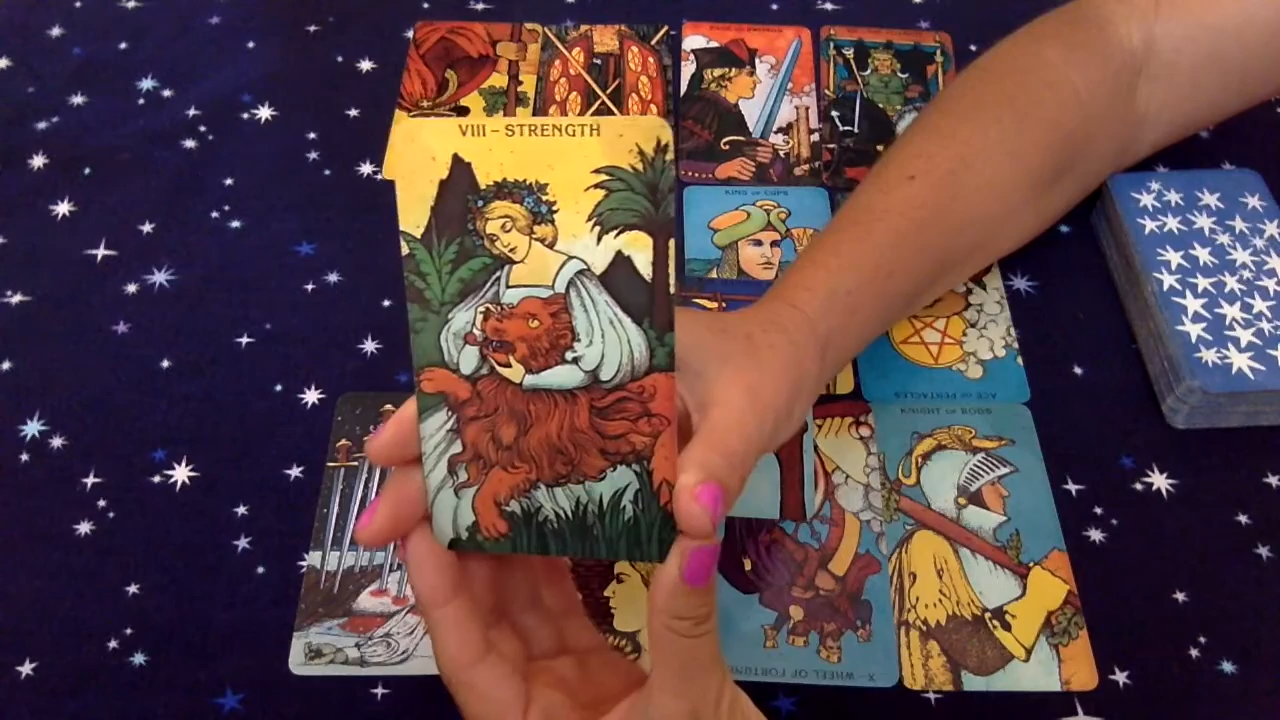 VIII – STRENGTH
KING OF CUPS
ACE OF PENTACLES
KNIGHT OF RODS
X – WHEEL OF FORTUNE